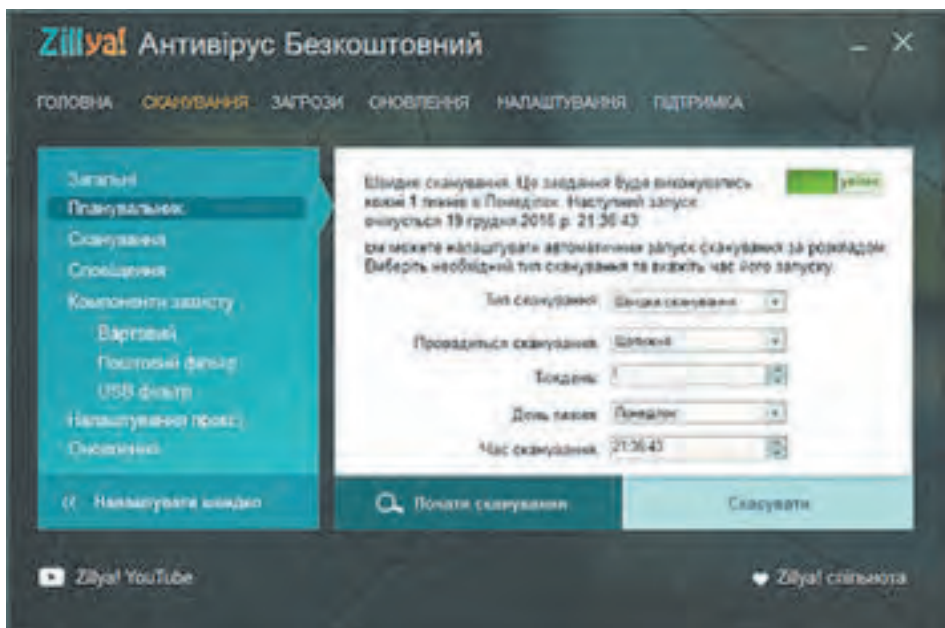 Zillya! Антивірус Безкоштовний
ГОЛОВНА СКАНУВАННЯ ЗАГРОЗИ ОНОВЛЕННЯ НАЛАШТУВАННЯ ПІДТРИМКА
Загальні
Планувальник
Сканування
Сповіщення
Компоненти захисту
Вартовий
Поштовий фільтр
USB фільтр
Налаштування проксі
Оновлення
Налаштувати швидко
Швидке сканування. Це завдання буде виконуватись
кожні 1 тижнів в Понеділок. Наступний запуск
очікується 19 грудня 2016 р. 21:36:43
увімк
Ви можете налаштувати автоматичний запуск сканування за розкладом.
Виберіть необхідний тип сканування та вкажіть час його запуску.
Тип сканування: Швидке сканування
Проводиться сканування: Щотижня
Тиждень: 1
День тижня: Понеділок
Час сканування: 21:36:43
Почати сканування
Скасувати
Zillya! YouTube
Zillya! спільнота